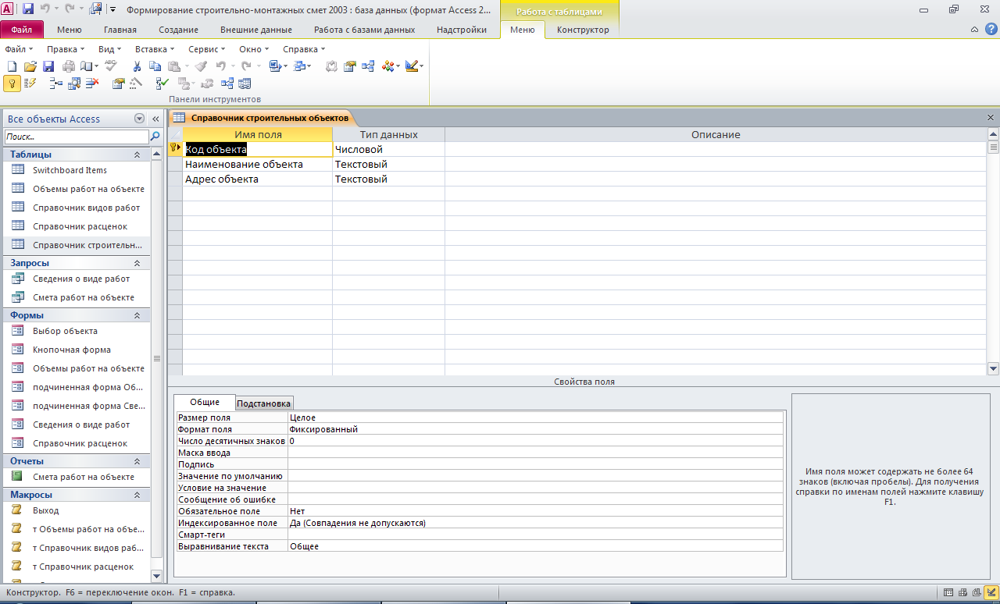 Формирование строительно-монтажных смет 2003 : база данных (формат Access 2...
Работа с таблицами
Файл Меню Главная Создание Внешние данные Работа с базами данных Надстройки Меню Конструктор
Файл Правка Вид Вставка Сервис Окно Справка
Панели инструментов
Все объекты Access
Поиск...
Таблицы
Switchboard Items
Объемы работ на объекте
Справочник видов работ
Справочник расценок
Справочник строительн...
Запросы
Сведения о виде работ
Смета работ на объекте
Формы
Выбор объекта
Кнопочная форма
Объемы работ на объекте
подчиненная форма Об...
подчиненная форма Све...
Сведения о виде работ
Справочник расценок
Отчеты
Смета работ на объекте
Макросы
Выход
т Объемы работ на объе...
т Справочник видов раб...
т Справочник расценок
Справочник строительных объектов
Имя поля Тип данных Описание
Код объекта Числовой
Наименование объекта Текстовый
Адрес объекта Текстовый
Свойства поля
Общие Подстановка
Размер поля Целое
Формат поля Фиксированный
Число десятичных знаков 0
Маска ввода
Подпись
Значение по умолчанию
Условие на значение
Сообщение об ошибке
Обязательное поле Нет
Индексированное поле Да (Совпадения не допускаются)
Смарт-теги
Выравнивание текста Общее
Имя поля может содержать не более 64
знаков (включая пробелы). Для получения
справки по именам полей нажмите клавишу
F1.
Конструктор. F6 = переключение окон. F1 = справка.